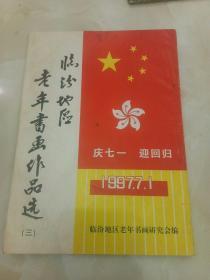 临汾地区
老年书画作品选
（三）
庆七一 迎回归
1997.7.1
临汾地区老年书画研究会编